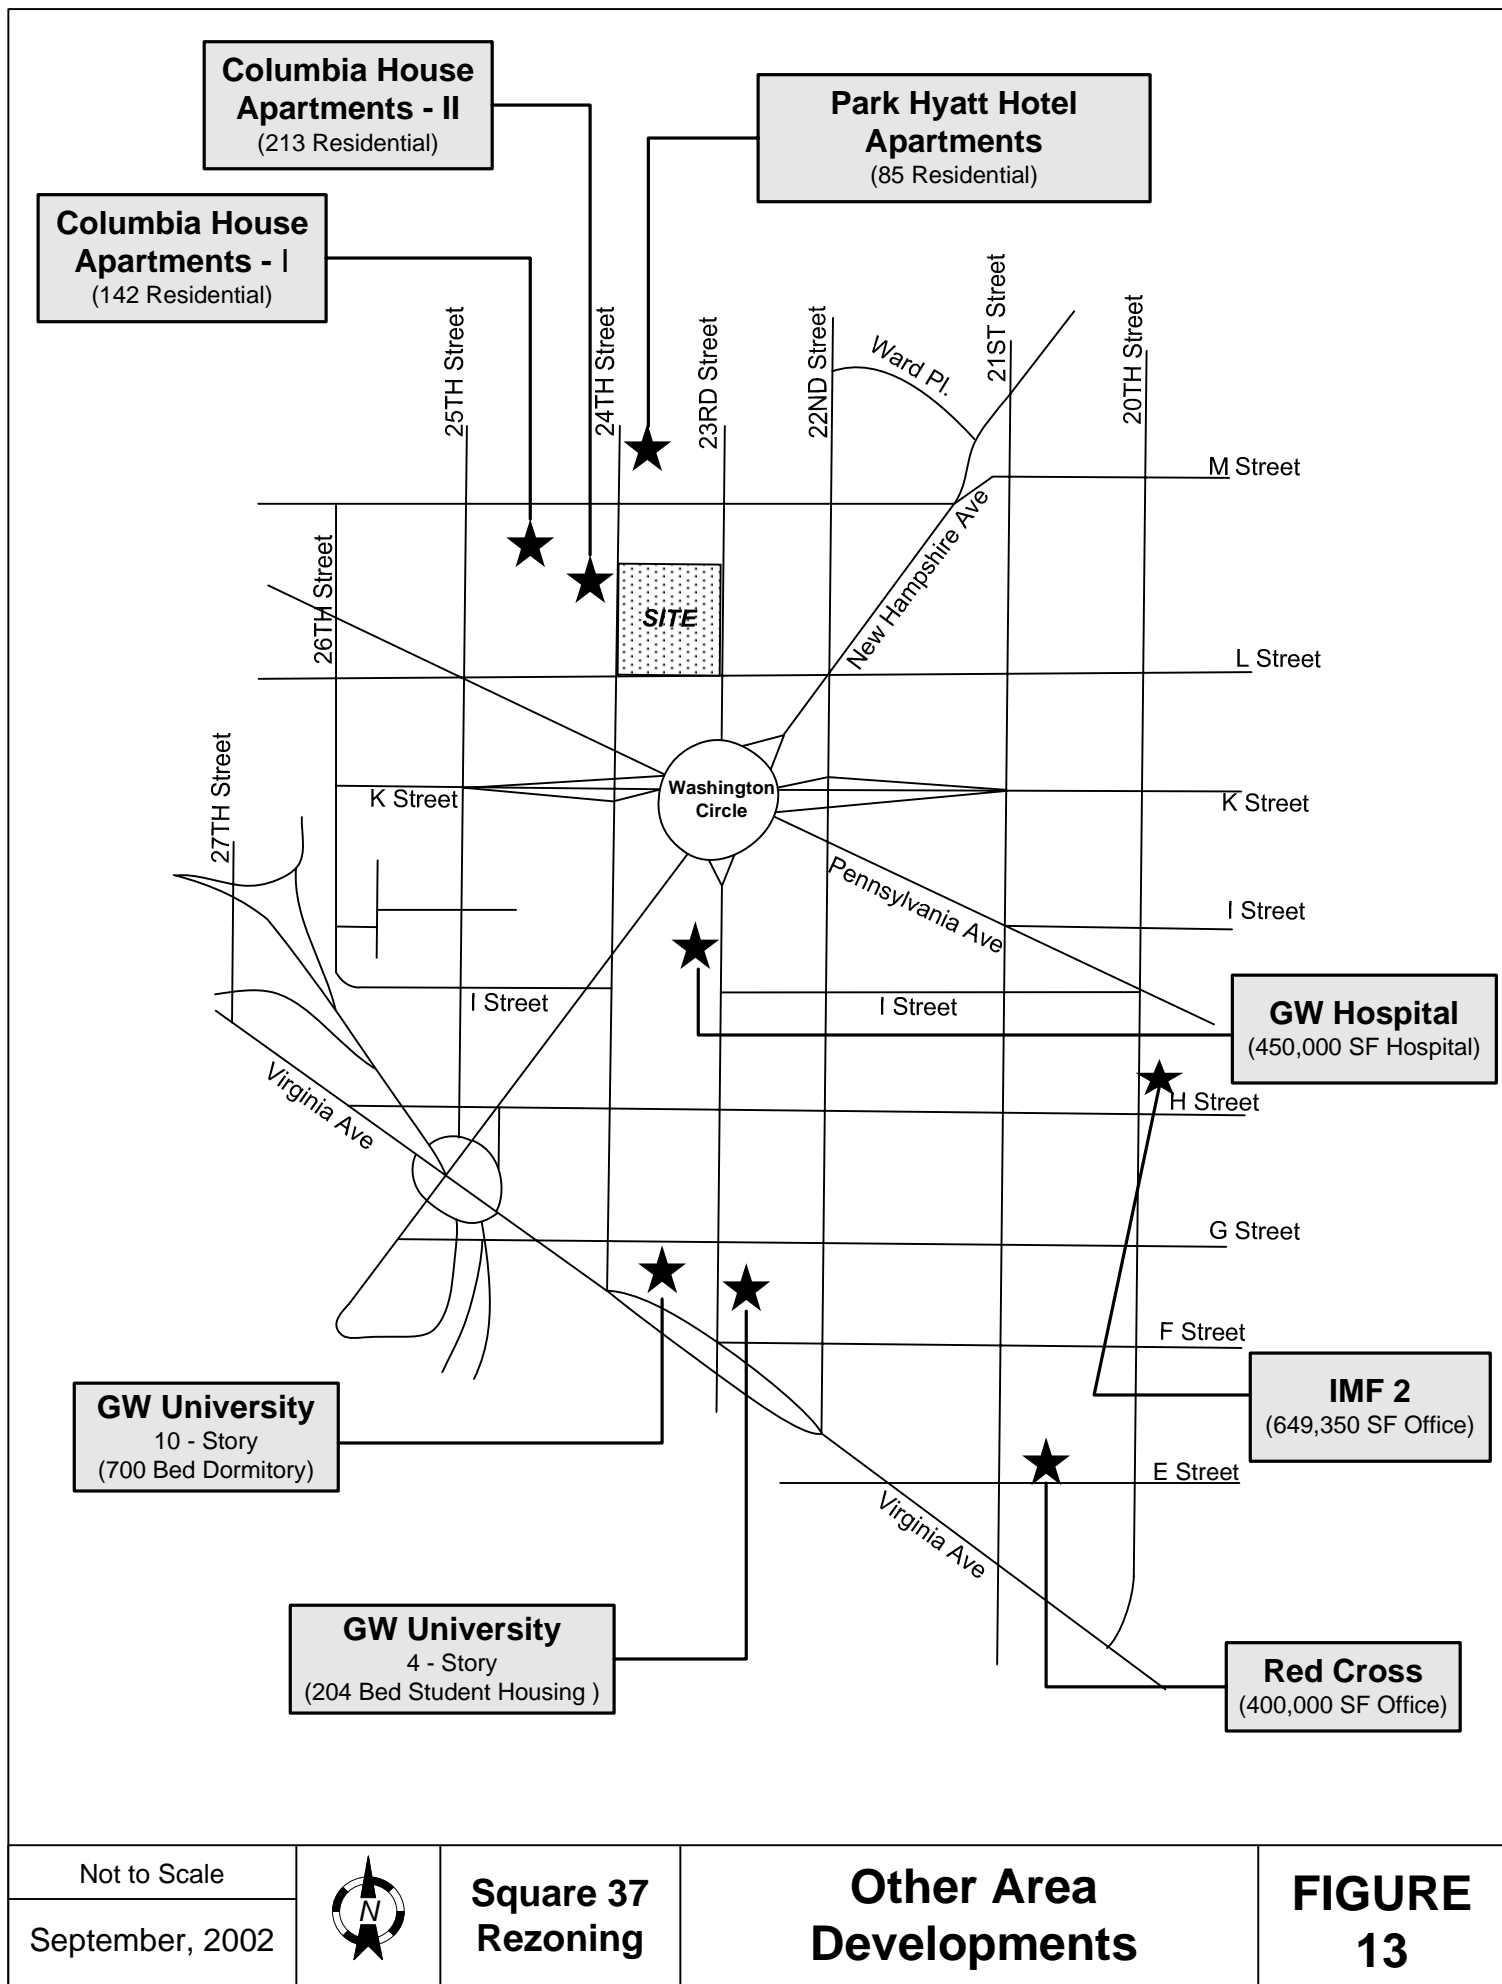 Columbia House
Apartments - II
(213 Residential)
Park Hyatt Hotel
Apartments
(85 Residential)
Columbia House
Apartments - I
(142 Residential)
25TH Street
24TH Street
23RD Street
22ND Street
Ward Pl.
21ST Street
20TH Street
M Street
26TH Street
SITE
New Hampshire Ave
L Street
27TH Street
K Street
Washington
Circle
K Street
Pennsylvania Ave
I Street
I Street
I Street
GW Hospital
(450,000 SF Hospital)
Virginia Ave
H Street
G Street
F Street
GW University
10 - Story
(700 Bed Dormitory)
IMF 2
(649,350 SF Office)
E Street
Virginia Ave
GW University
4 - Story
(204 Bed Student Housing )
Red Cross
(400,000 SF Office)
Not to Scale
September, 2002
N
Square 37
Rezoning
Other Area
Developments
FIGURE
13